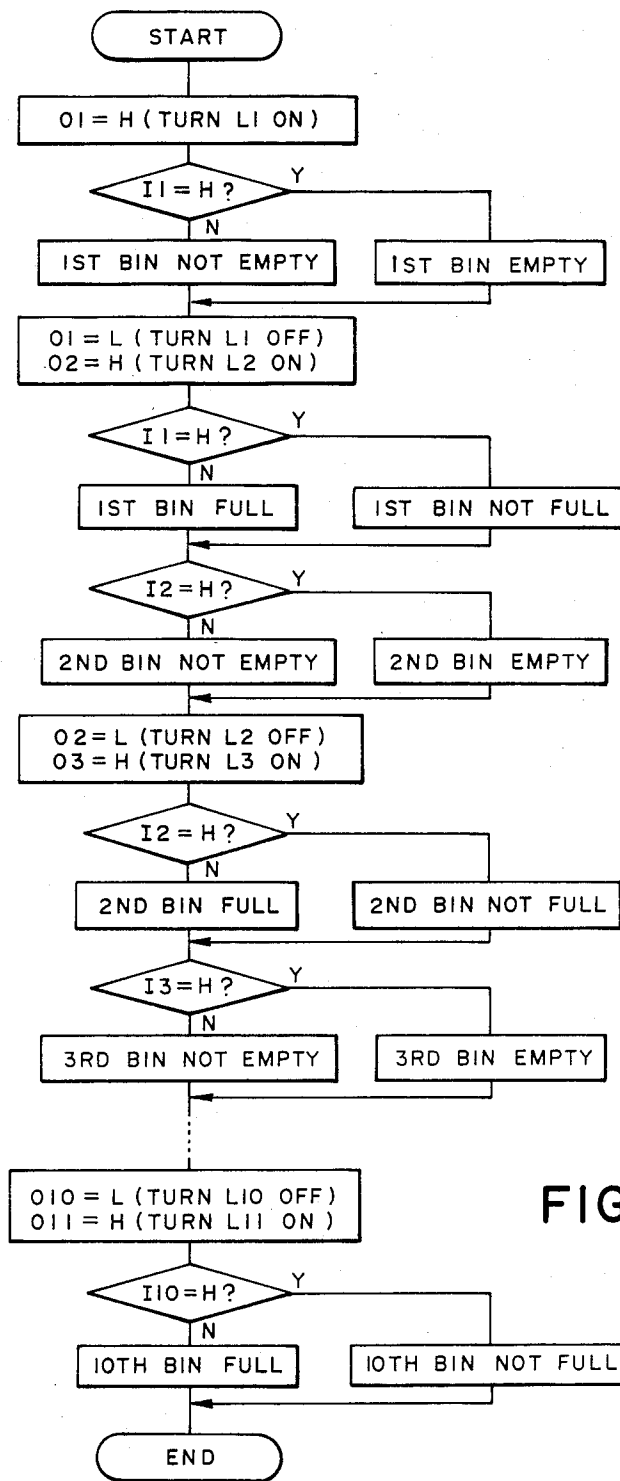 START
O1 = H (TURN L1 ON)
I1 = H ?
Y
N
1ST BIN NOT EMPTY
1ST BIN EMPTY
O1 = L (TURN L1 OFF)
O2 = H (TURN L2 ON)
I1 = H ?
Y
N
1ST BIN FULL
1ST BIN NOT FULL
I2 = H ?
Y
N
2ND BIN NOT EMPTY
2ND BIN EMPTY
O2 = L (TURN L2 OFF)
O3 = H (TURN L3 ON)
I2 = H ?
Y
N
2ND BIN FULL
2ND BIN NOT FULL
I3 = H ?
Y
N
3RD BIN NOT EMPTY
3RD BIN EMPTY
O10 = L (TURN L10 OFF)
O11 = H (TURN L11 ON)
FIG
I10 = H ?
Y
N
10TH BIN FULL
10TH BIN NOT FULL
END